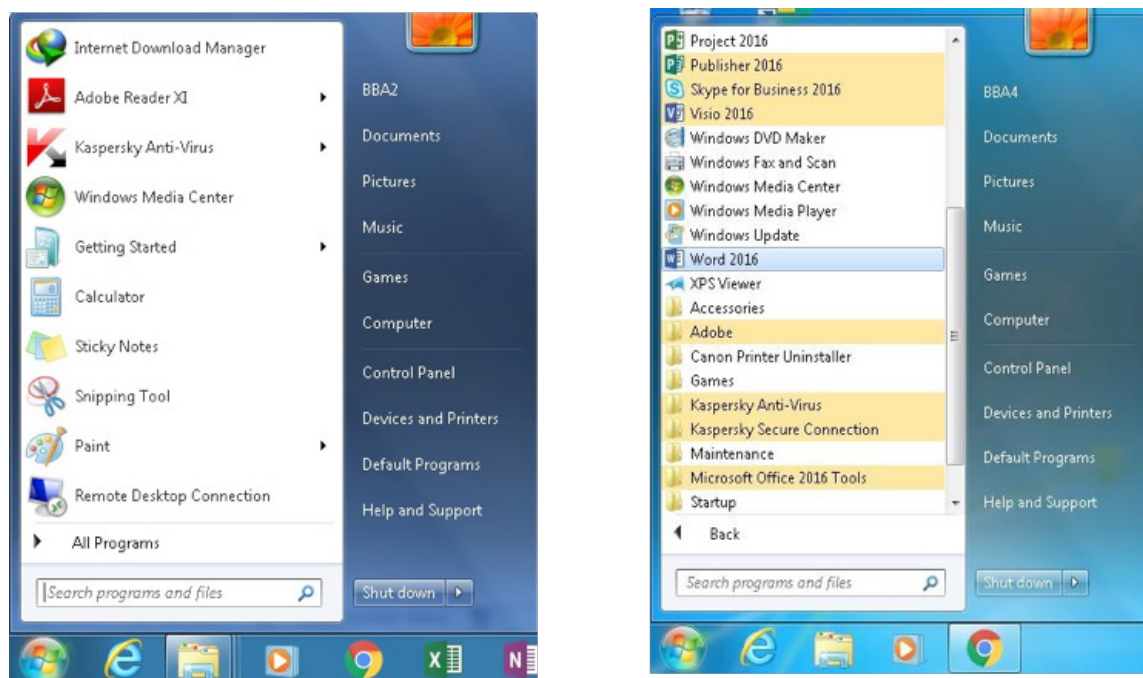 Internet Download Manager
Adobe Reader XI
Kaspersky Anti-Virus
Windows Media Center
Getting Started
Calculator
Sticky Notes
Snipping Tool
Paint
Remote Desktop Connection
All Programs
Search programs and files
BBA2
Documents
Pictures
Music
Games
Computer
Control Panel
Devices and Printers
Default Programs
Help and Support
Shut down
Project 2016
Publisher 2016
Skype for Business 2016
Visio 2016
Windows DVD Maker
Windows Fax and Scan
Windows Media Center
Windows Media Player
Windows Update
Word 2016
XPS Viewer
Accessories
Adobe
Canon Printer Uninstaller
Games
Kaspersky Anti-Virus
Kaspersky Secure Connection
Maintenance
Microsoft Office 2016 Tools
Startup
Back
Search programs and files
BBA4
Documents
Pictures
Music
Games
Computer
Control Panel
Devices and Printers
Default Programs
Help and Support
Shut down